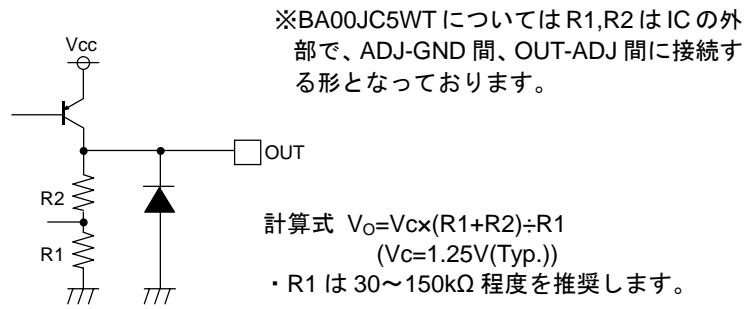 ※BA00JC5WT については R1,R2 は IC の外
部で、ADJ-GND 間、OUT-ADJ 間に接続す
る形となっております。
Vcc
OUT
R2
R1
計算式 VO=Vc×(R1+R2)÷R1
(Vc=1.25V(Typ.))
・R1 は 30～150kΩ 程度を推奨します。